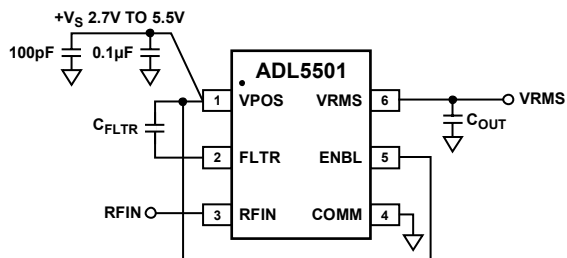 +VS 2.7V TO 5.5V
100pF 0.1µF
ADL5501
1 VPOS VRMS 6 VRMS
CFLTR COUT
2 FLTR ENBL 5
RFIN 3 RFIN COMM 4